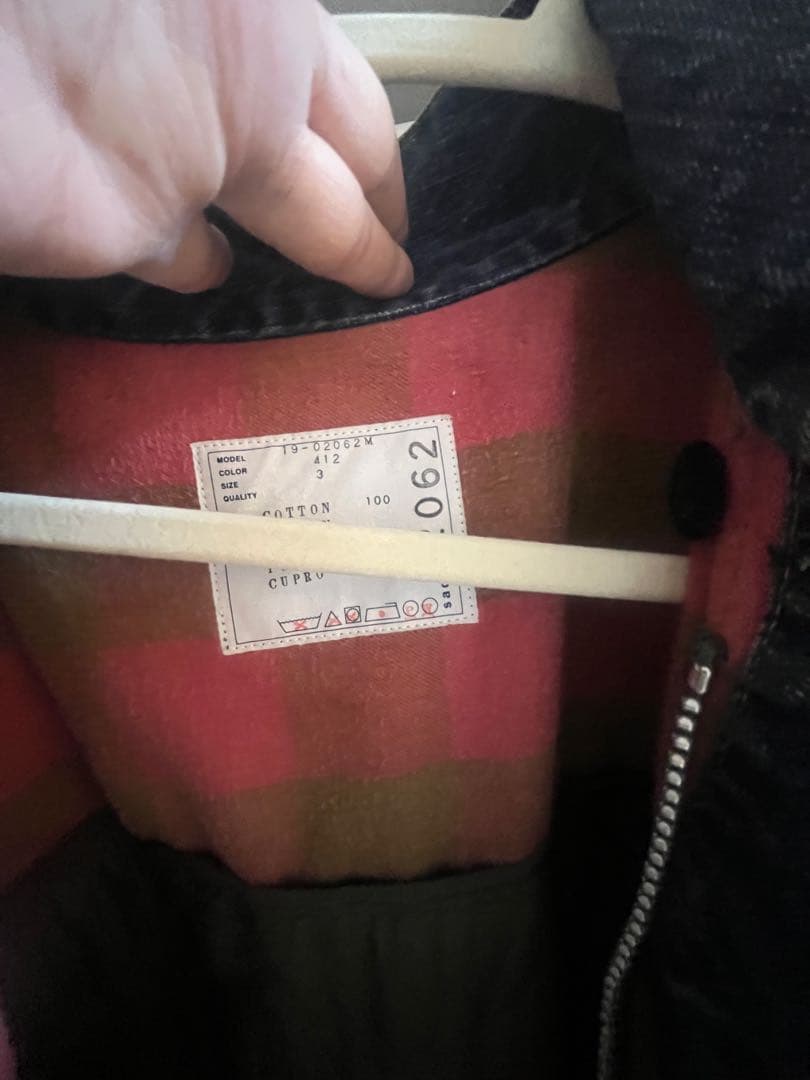 MODEL 19-02062M
COLOR 412
SIZE 3
QUALITY
COTTON 100
CUPRO
062
sac